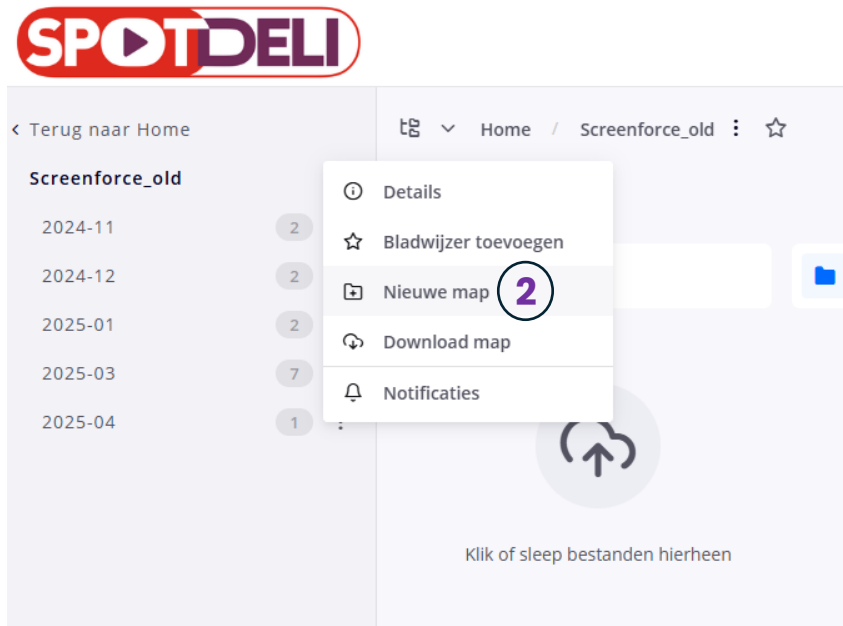 SPOTDELI
Terug naar Home
Home / Screenforce_old
Screenforce_old
2024-11 2
2024-12 2
2025-01 2
2025-03 7
2025-04 1
Details
Bladwijzer toevoegen
Nieuwe map 2
Download map
Notificaties
Klik of sleep bestanden hierheen